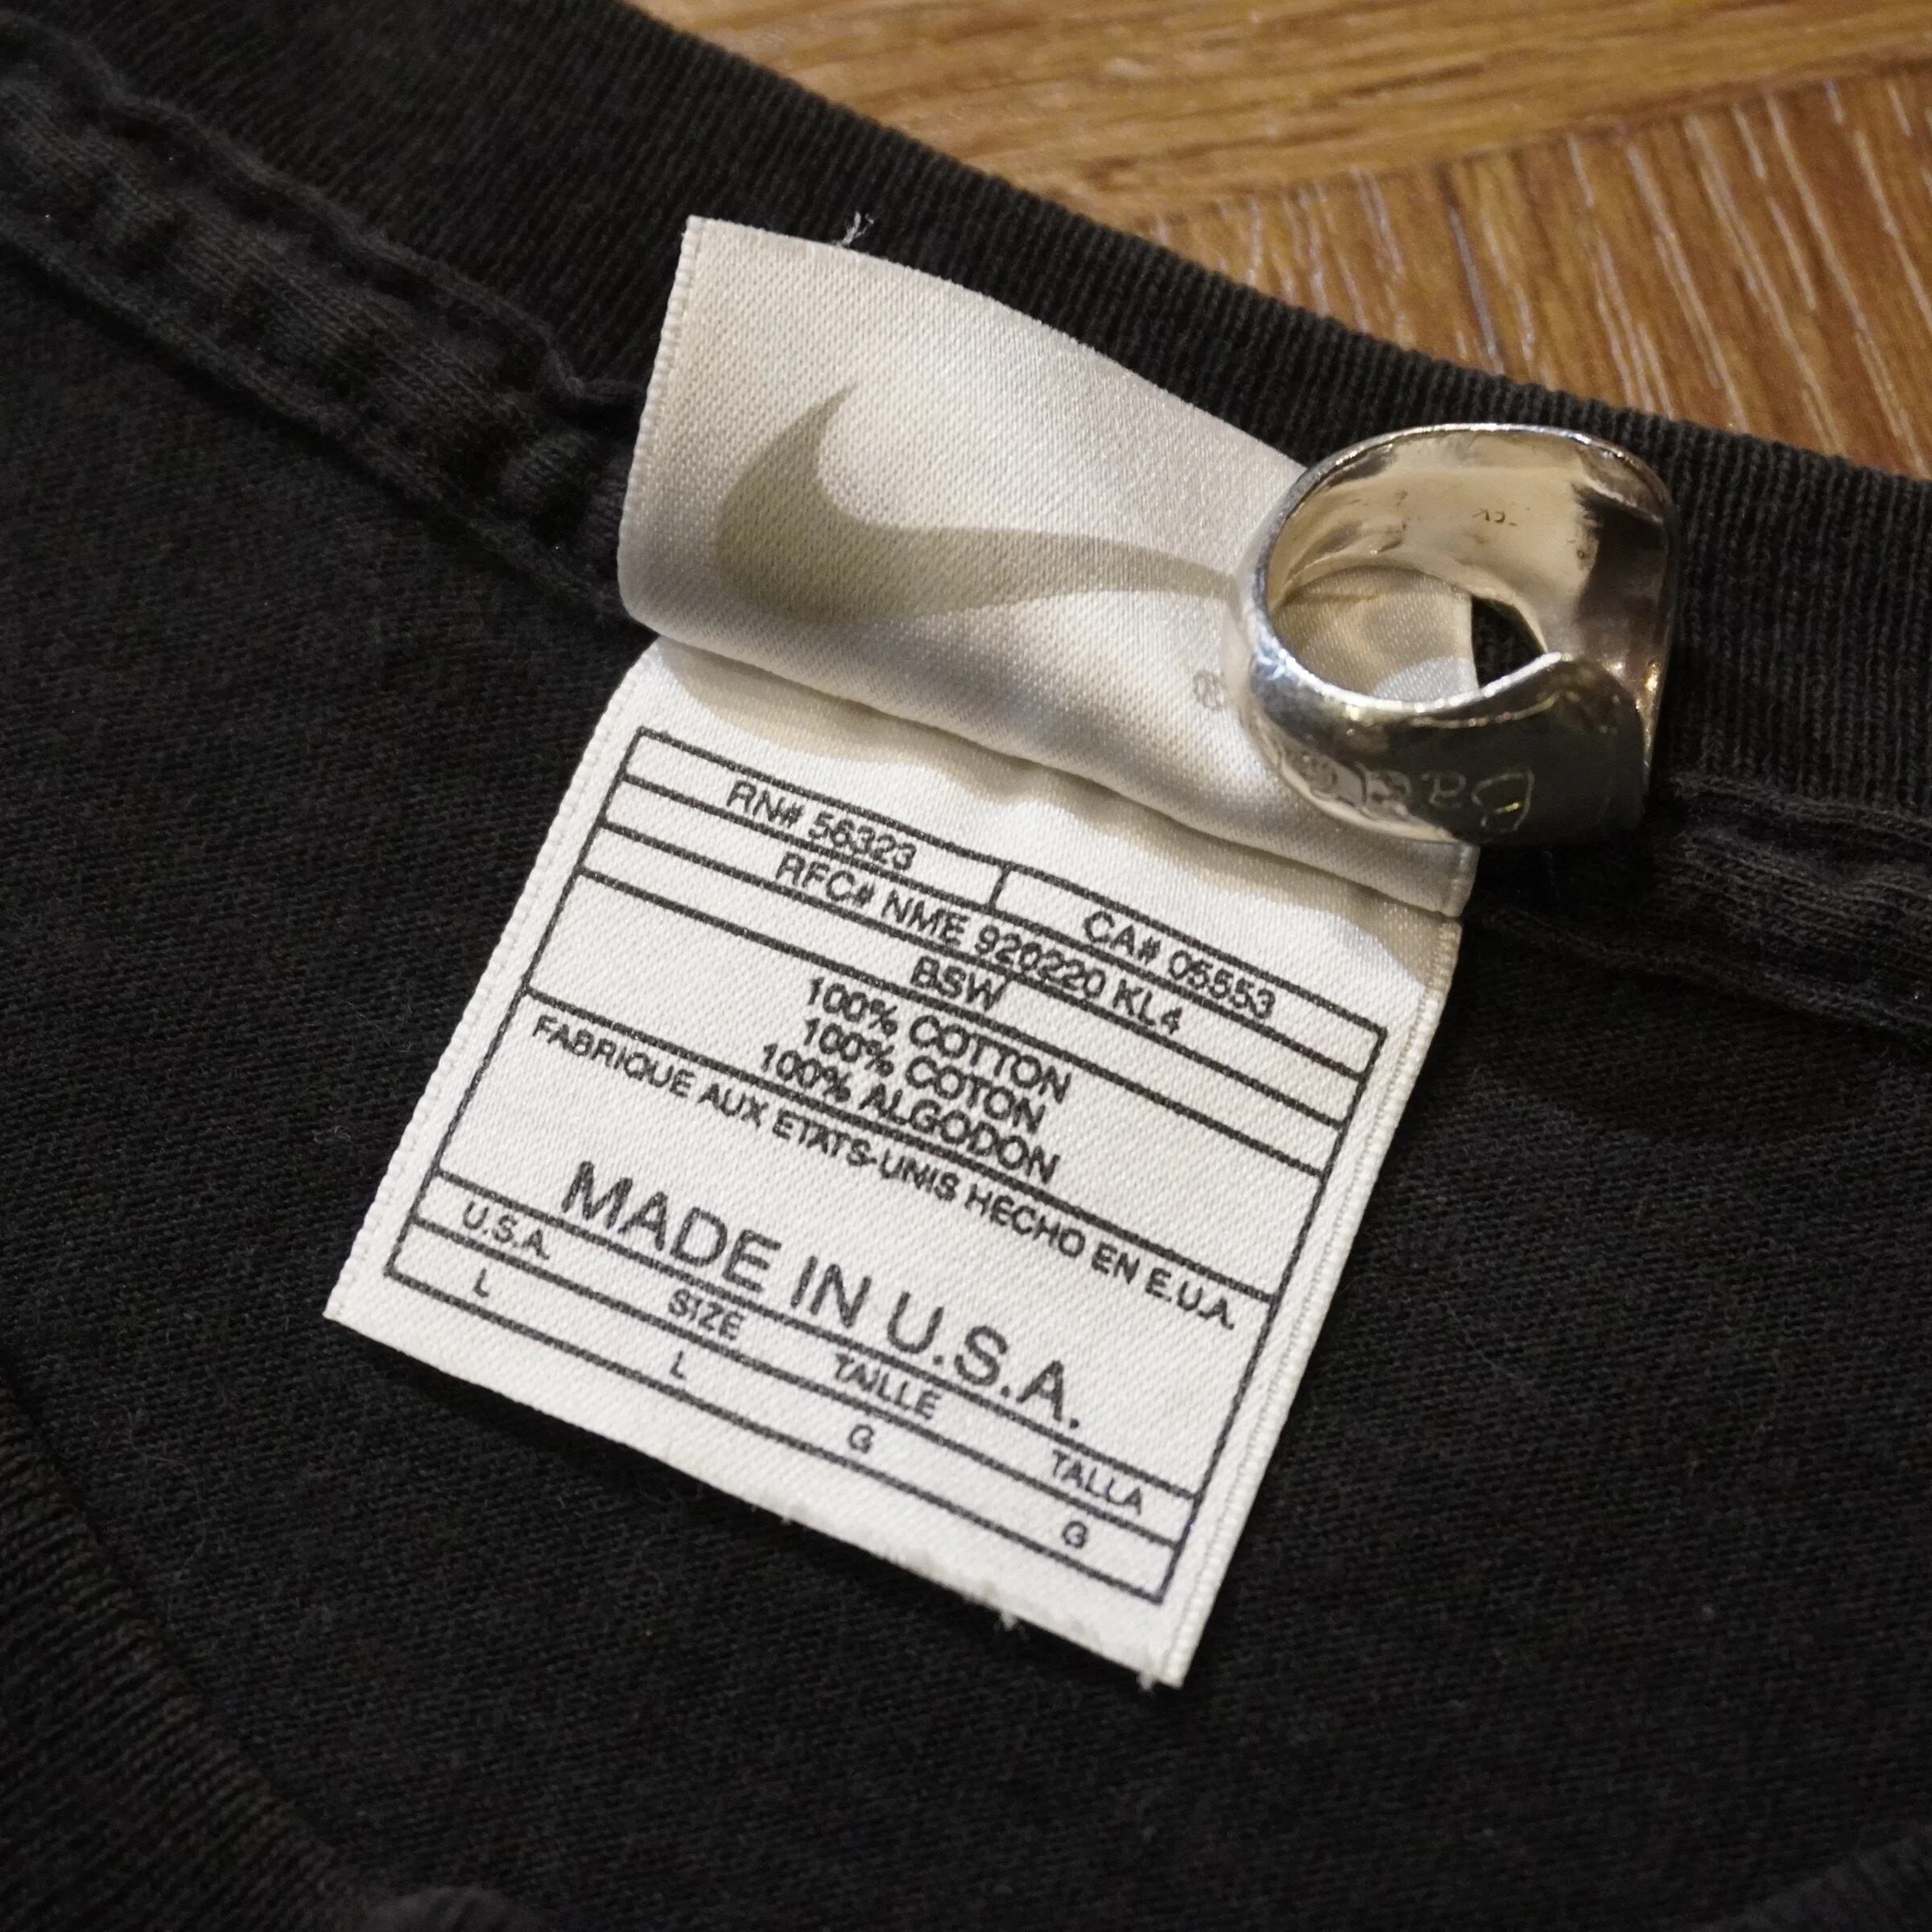 ®
RN# 56323 CA# 05553
RFC# NME 920220 KL4
BSW
100% COTTON
100% COTON
100% ALGODON
FABRIQUE AUX ETATS-UNIS HECHO EN E.U.A.
MADE IN U.S.A.
U.S.A. SIZE TAILLE TALLA
L L G G